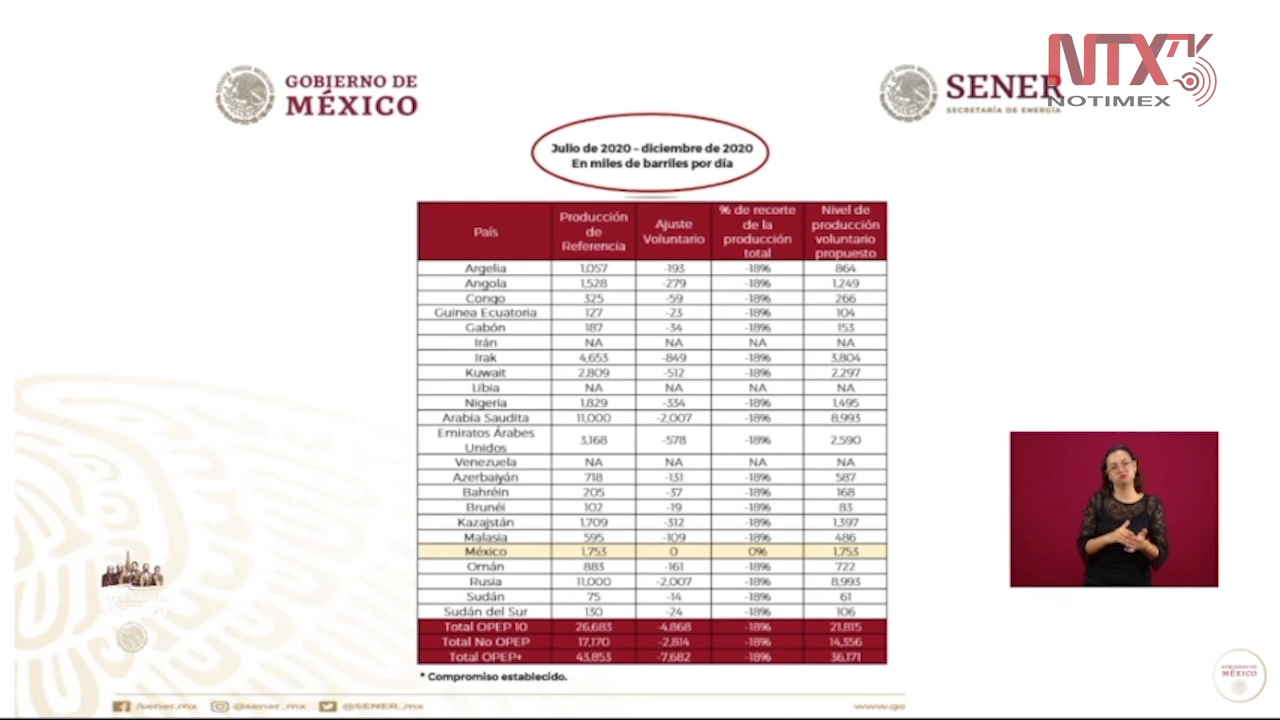 GOBIERNO DE
MÉXICO
SENER
SECRETARÍA DE ENERGÍA
NTX
NOTIMEX
Julio de 2020 – diciembre de 2020
En miles de barriles por día
País Producción de Referencia Ajuste Voluntario % de recorte de la producción total Nivel de producción voluntario propuesto
Argelia 1,057 -193 -18% 864
Angola 1,528 -279 -18% 1,249
Congo 325 -59 -18% 266
Guinea Ecuatoria 127 -23 -18% 104
Gabón 187 -34 -18% 153
Irán NA NA NA NA
Irak 4,653 -849 -18% 3,804
Kuwait 2,809 -512 -18% 2,297
Libia NA NA NA NA
Nigeria 1,829 -334 -18% 1,495
Arabia Saudita 11,000 -2,007 -18% 8,993
Emiratos Árabes Unidos 3,168 -578 -18% 2,590
Venezuela NA NA NA NA
Azerbaiyán 718 -131 -18% 587
Bahréin 205 -37 -18% 168
Brunéi 102 -19 -18% 83
Kazajstán 1,709 -312 -18% 1,397
Malasia 595 -109 -18% 486
México 1,753 0 0% 1,753
Omán 883 -161 -18% 722
Rusia 11,000 -2,007 -18% 8,993
Sudán 75 -14 -18% 61
Sudán del Sur 130 -24 -18% 106
Total OPEP 10 26,683 -4,868 -18% 21,815
Total No OPEP 17,170 -2,814 -18% 14,356
Total OPEP+ 43,853 -7,682 -18% 36,171
* Compromiso establecido.
/sener.mx @sener_mx @SENER_mx www.go
GOBIERNO DE
MÉXICO